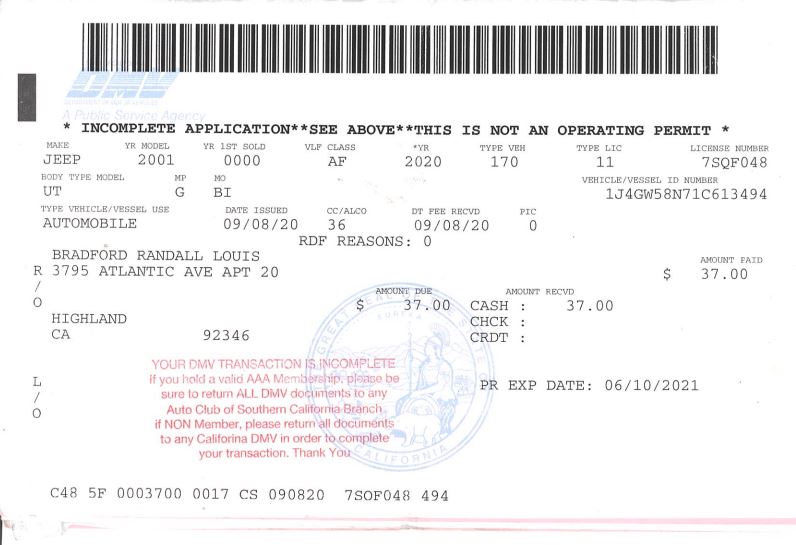 DMV
A Public Service Agency
* INCOMPLETE APPLICATION**SEE ABOVE**THIS IS NOT AN OPERATING PERMIT *
MAKE YR MODEL YR 1ST SOLD VLF CLASS *YR TYPE VEH TYPE LIC LICENSE NUMBER
JEEP 2001 0000 AF 2020 170 11 7SQF048
BODY TYPE MODEL MP MO VEHICLE/VESSEL ID NUMBER
UT G BI 1J4GW58N71C613494
TYPE VEHICLE/VESSEL USE DATE ISSUED CC/ALCO DT FEE RECVD PIC
AUTOMOBILE 09/08/20 36 09/08/20 0
RDF REASONS: 0
BRADFORD RANDALL LOUIS AMOUNT PAID
R 3795 ATLANTIC AVE APT 20 $ 37.00
/
O
AMOUNT DUE AMOUNT RECVD
$ 37.00 CASH : 37.00
HIGHLAND CHCK :
CA 92346 CRDT :
GREAT SEAL OF THE STATE OF CALIFORNIA
EUREKA
YOUR DMV TRANSACTION IS INCOMPLETE
If you hold a valid AAA Membership, please be
L sure to return ALL DMV documents to any PR EXP DATE: 06/10/2021
/ Auto Club of Southern California Branch
O if NON Member, please return all documents
to any Califorina DMV in order to complete
your transaction. Thank You
C48 5F 0003700 0017 CS 090820 7SOF048 494